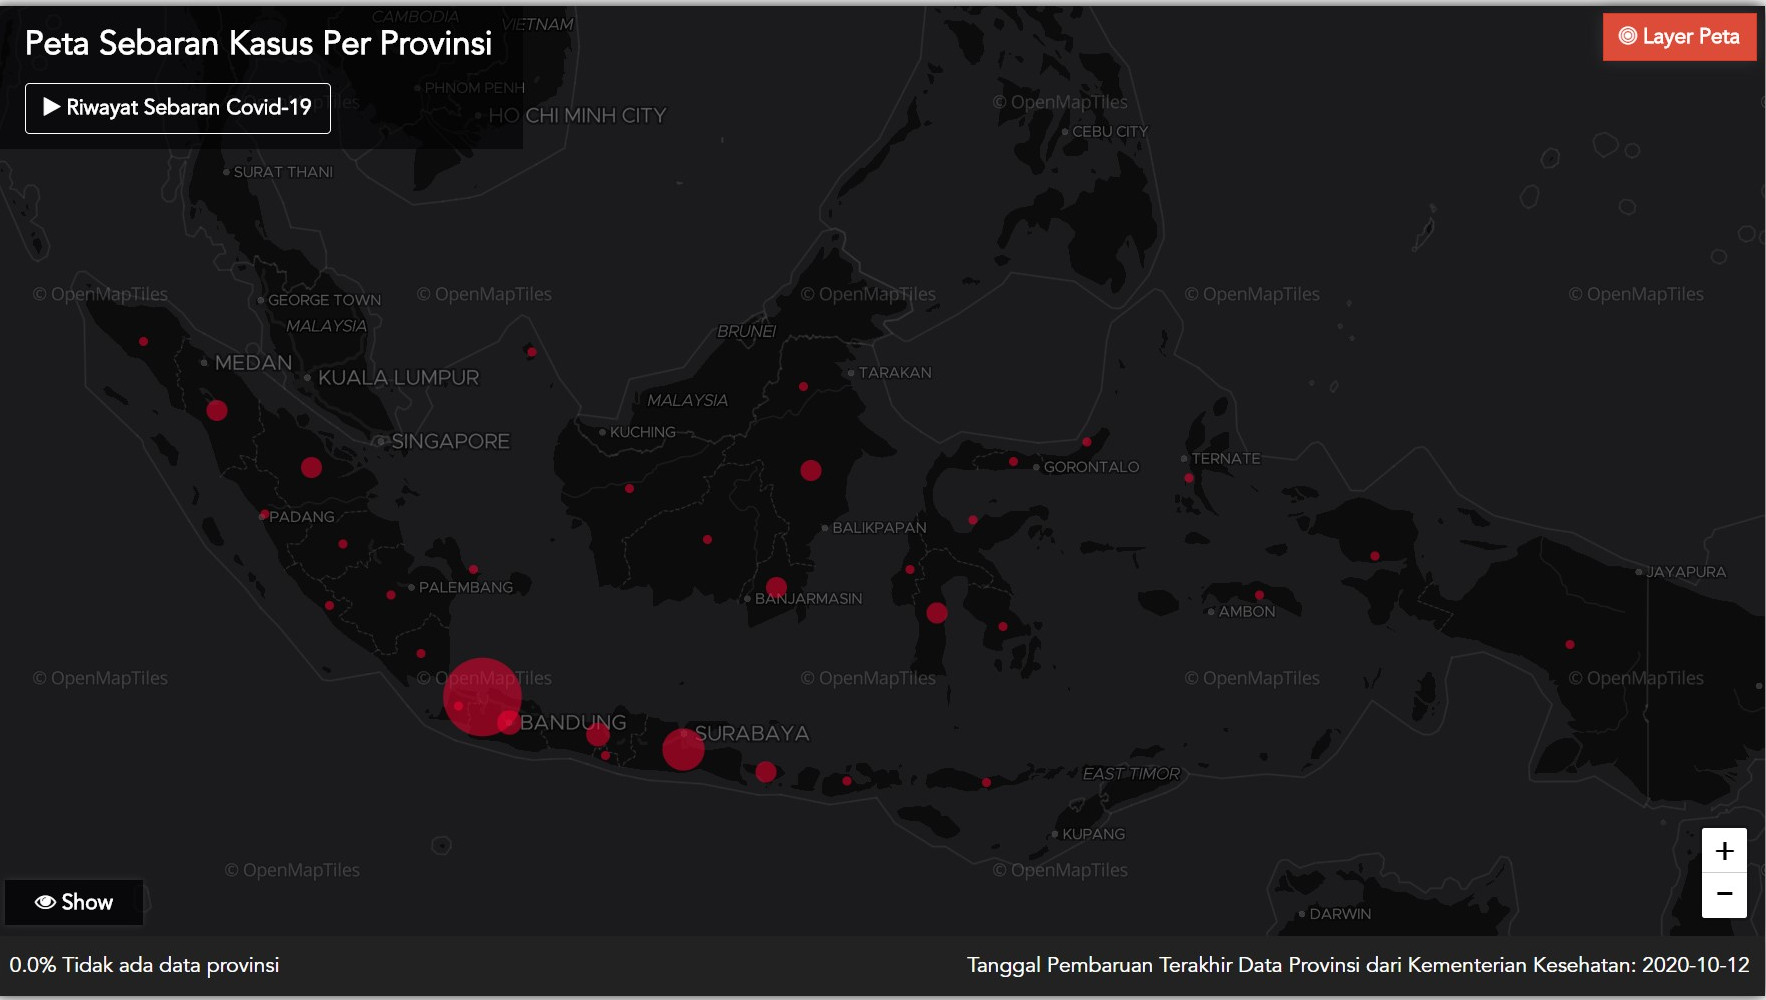 CAMBODIA
VIETNAM
Peta Sebaran Kasus Per Provinsi
Layer Peta
PHNOM PENH
Riwayat Sebaran Covid-19
© OpenMapTiles
HO CHI MINH CITY
CEBU CITY
SURAT THANI
© OpenMapTiles
© OpenMapTiles
© OpenMapTiles
© OpenMapTiles
© OpenMapTiles
GEORGE TOWN
MALAYSIA
BRUNEI
MEDAN
KUALA LUMPUR
TARAKAN
MALAYSIA
KUCHING
SINGAPORE
TERNATE
GORONTALO
PADANG
BALIKPAPAN
JAYAPURA
PALEMBANG
BANJARMASIN
AMBON
© OpenMapTiles
© OpenMapTiles
© OpenMapTiles
© OpenMapTiles
© OpenMapTiles
BANDUNG
SURABAYA
EAST TIMOR
KUPANG
+
© OpenMapTiles
© OpenMapTiles
−
Show
DARWIN
0.0% Tidak ada data provinsi
Tanggal Pembaruan Terakhir Data Provinsi dari Kementerian Kesehatan: 2020-10-12